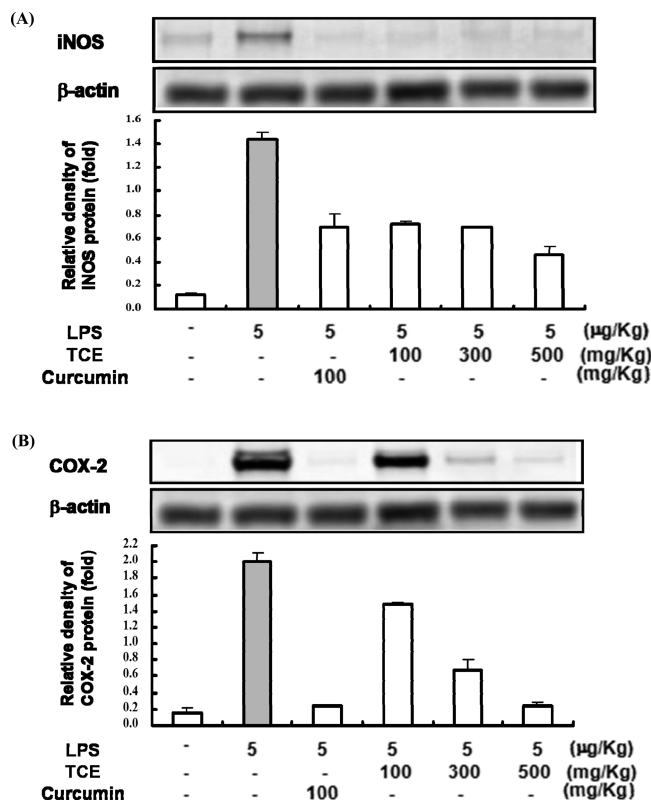 (A)
iNOS
β-actin
Relative density of
iNOS protein (fold)
1.6
1.4
1.2
1.0
0.8
0.6
0.4
0.2
0.0
LPS - 5 5 5 5 5 (μg/Kg)
TCE - - - 100 300 500 (mg/Kg)
Curcumin - - 100 - - - (mg/Kg)
(B)
COX-2
β-actin
Relative density of
COX-2 protein (fold)
2.2
2.0
1.8
1.6
1.4
1.2
1.0
0.8
0.6
0.4
0.2
0.0
LPS - 5 5 5 5 5 (μg/Kg)
TCE - - - 100 300 500 (mg/Kg)
Curcumin - - 100 - - - (mg/Kg)